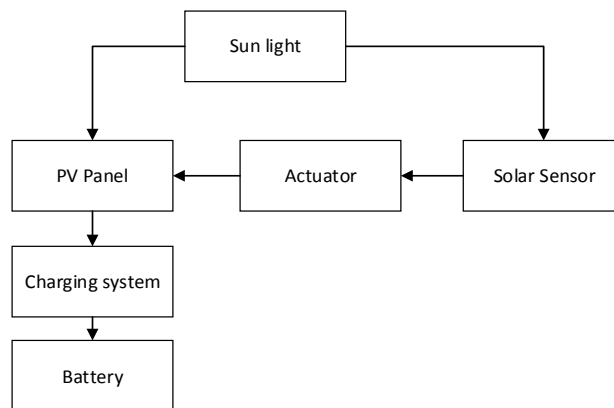 Sun light
PV Panel
Actuator
Solar Sensor
Charging system
Battery